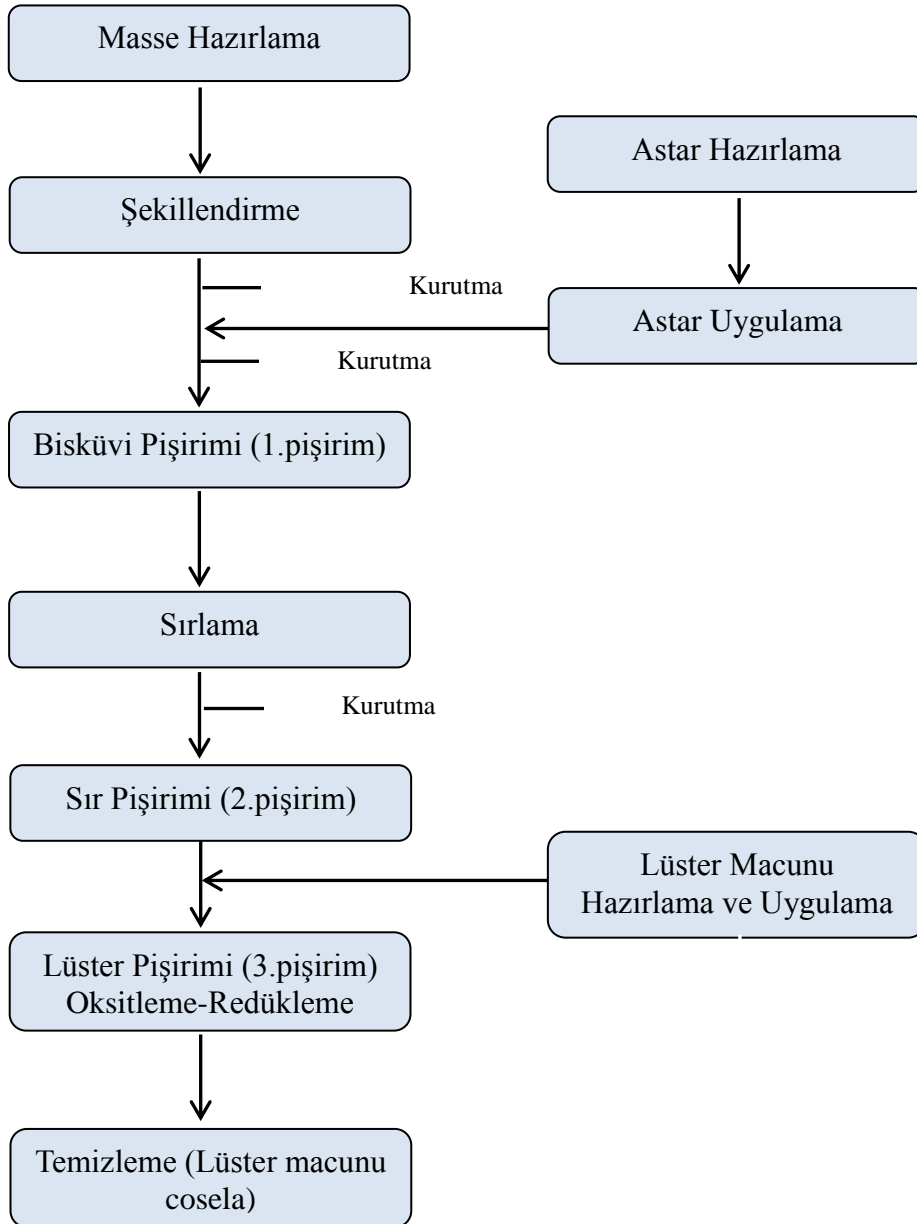 Masse Hazırlama
Astar Hazırlama
Şekillendirme
Kurutma
Astar Uygulama
Kurutma
Bisküvi Pişirimi (1.pişirim)
Sırlama
Kurutma
Sır Pişirimi (2.pişirim)
Lüster Macunu
Hazırlama ve Uygulama
Lüster Pişirimi (3.pişirim)
Oksitleme-Redükleme
Temizleme (Lüster macunu
cosela)